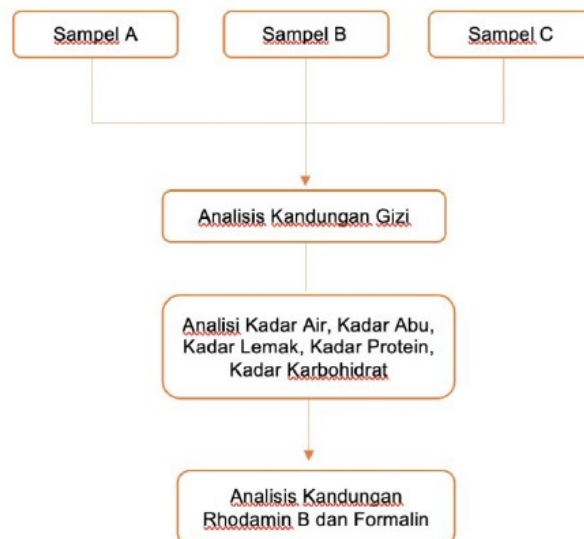 Sampel A
Sampel B
Sampel C
Analisis Kandungan Gizi
Analisi Kadar Air, Kadar Abu,
Kadar Lemak, Kadar Protein,
Kadar Karbohidrat
Analisis Kandungan
Rhodamin B dan Formalin